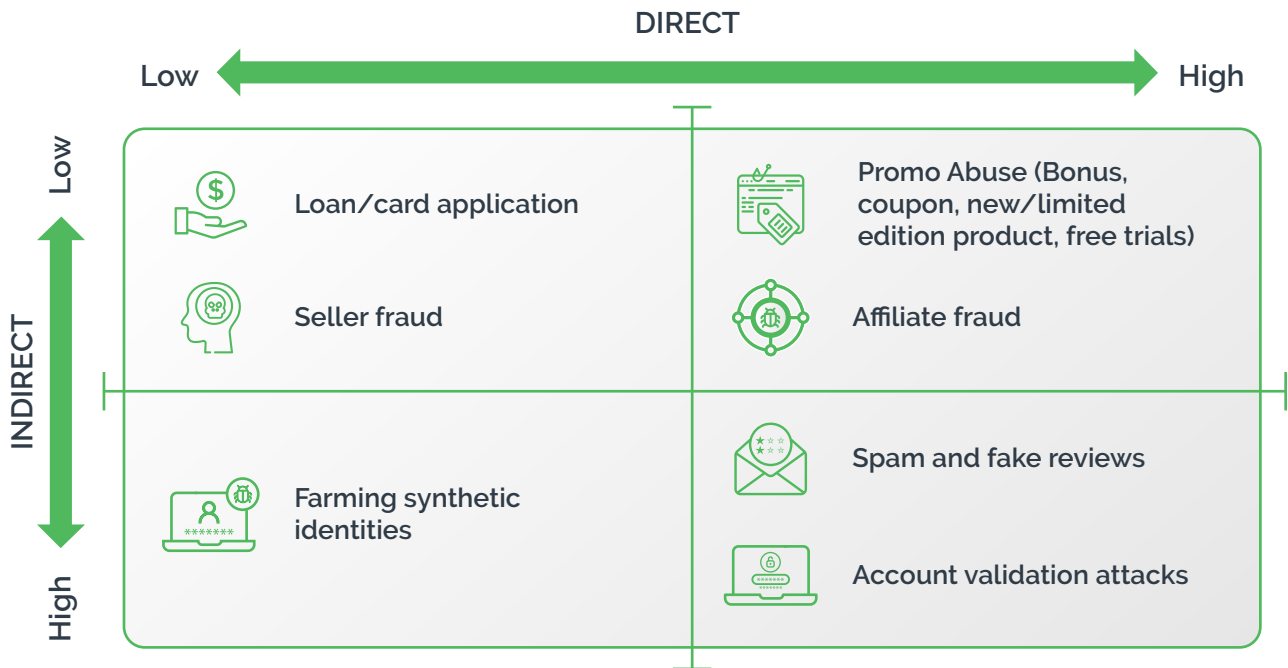 DIRECT
Low
High
Low
INDIRECT
High
$
Loan/card application
Promo Abuse (Bonus,
coupon, new/limited
edition product, free trials)
Seller fraud
Affiliate fraud
Farming synthetic
identities
*******
Spam and fake reviews
Account validation attacks